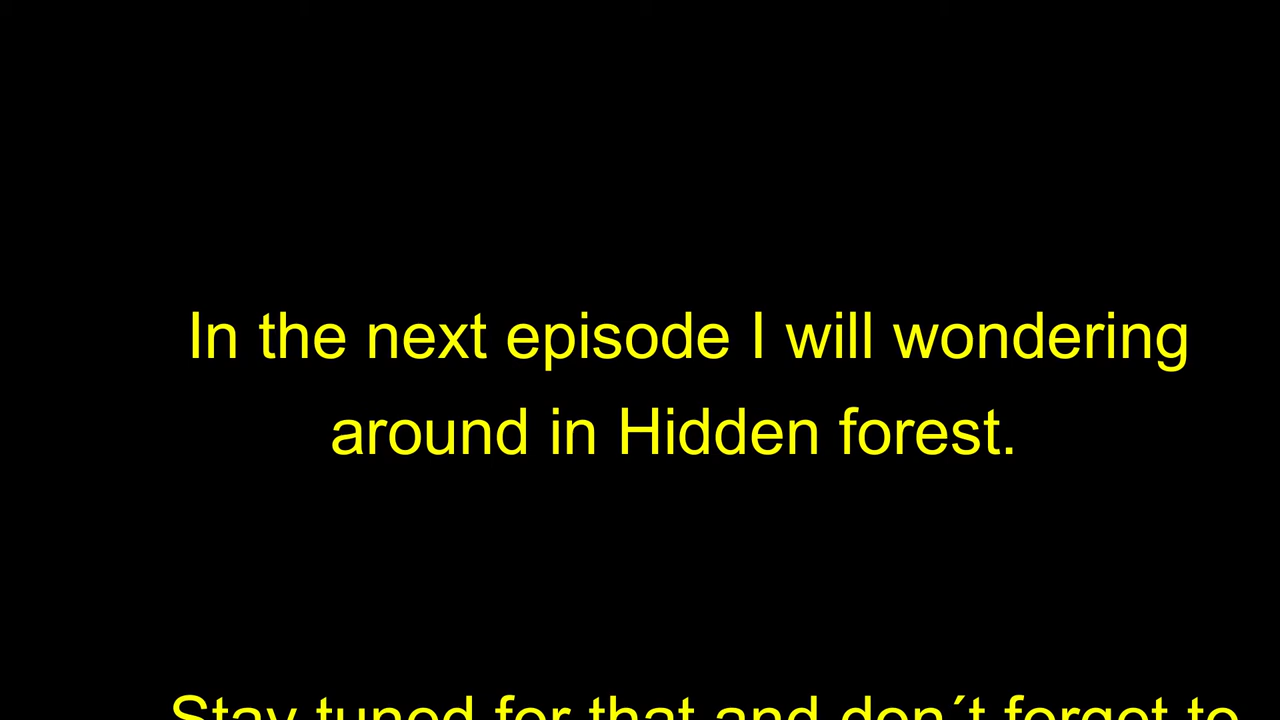 In the next episode I will wondering
around in Hidden forest.
Stay tuned for that and don´t forget to